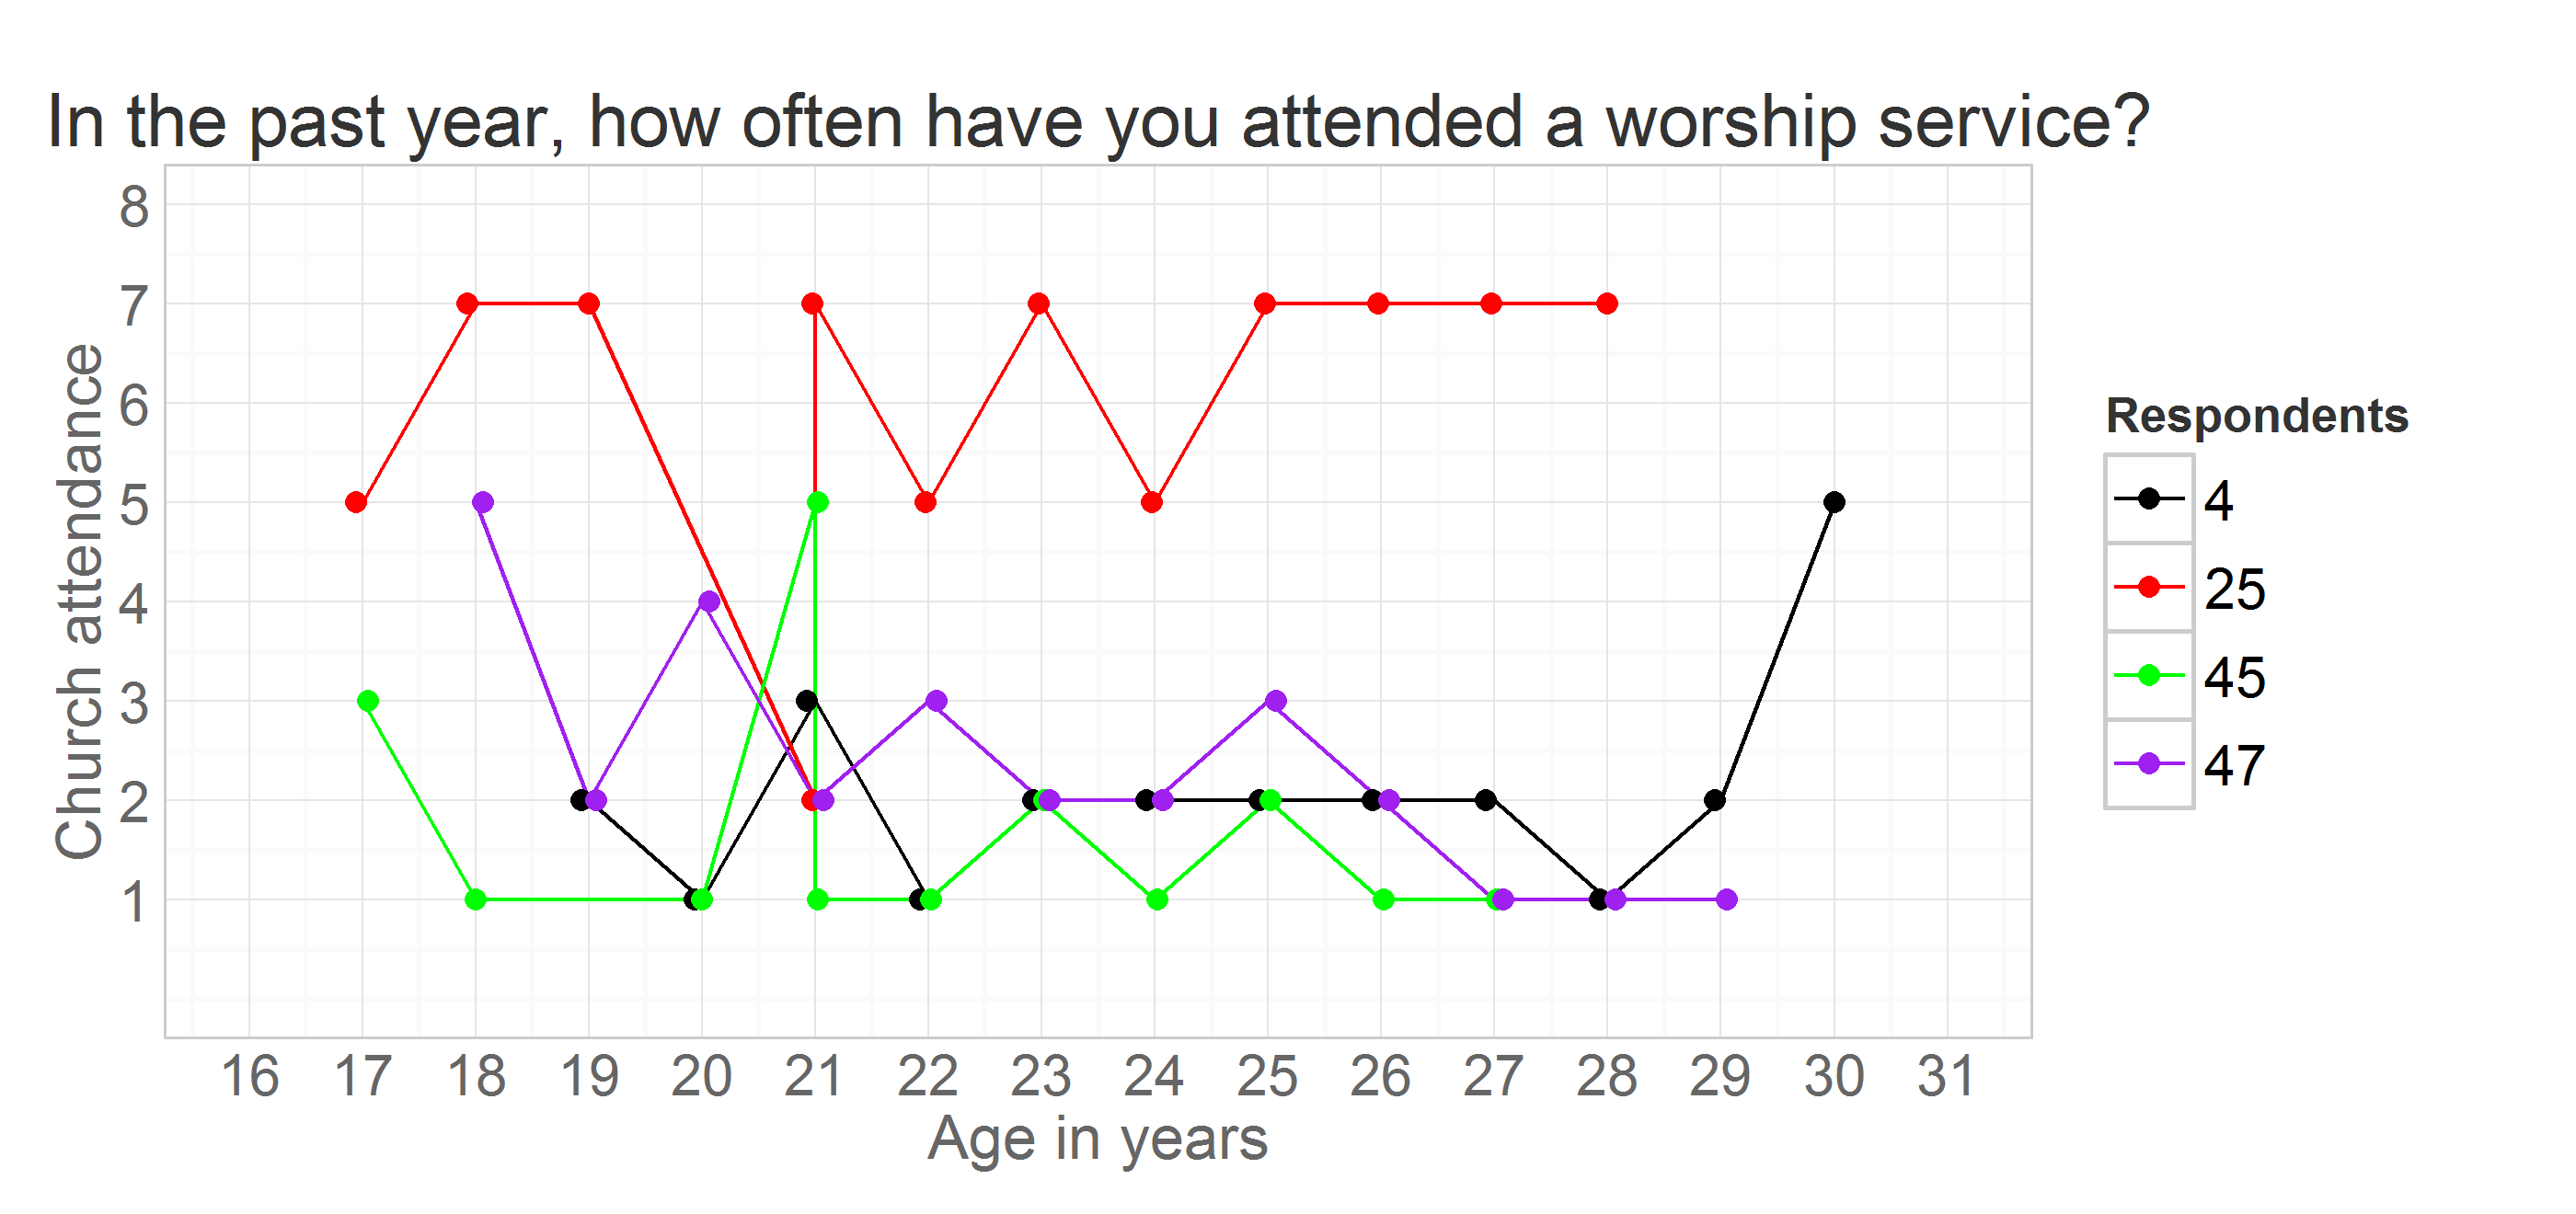 In the past year, how often have you attended a worship service?
Church attendance
8
7
6
5
4
3
2
1
16 17 18 19 20 21 22 23 24 25 26 27 28 29 30 31
Age in years
Respondents
4
25
45
47